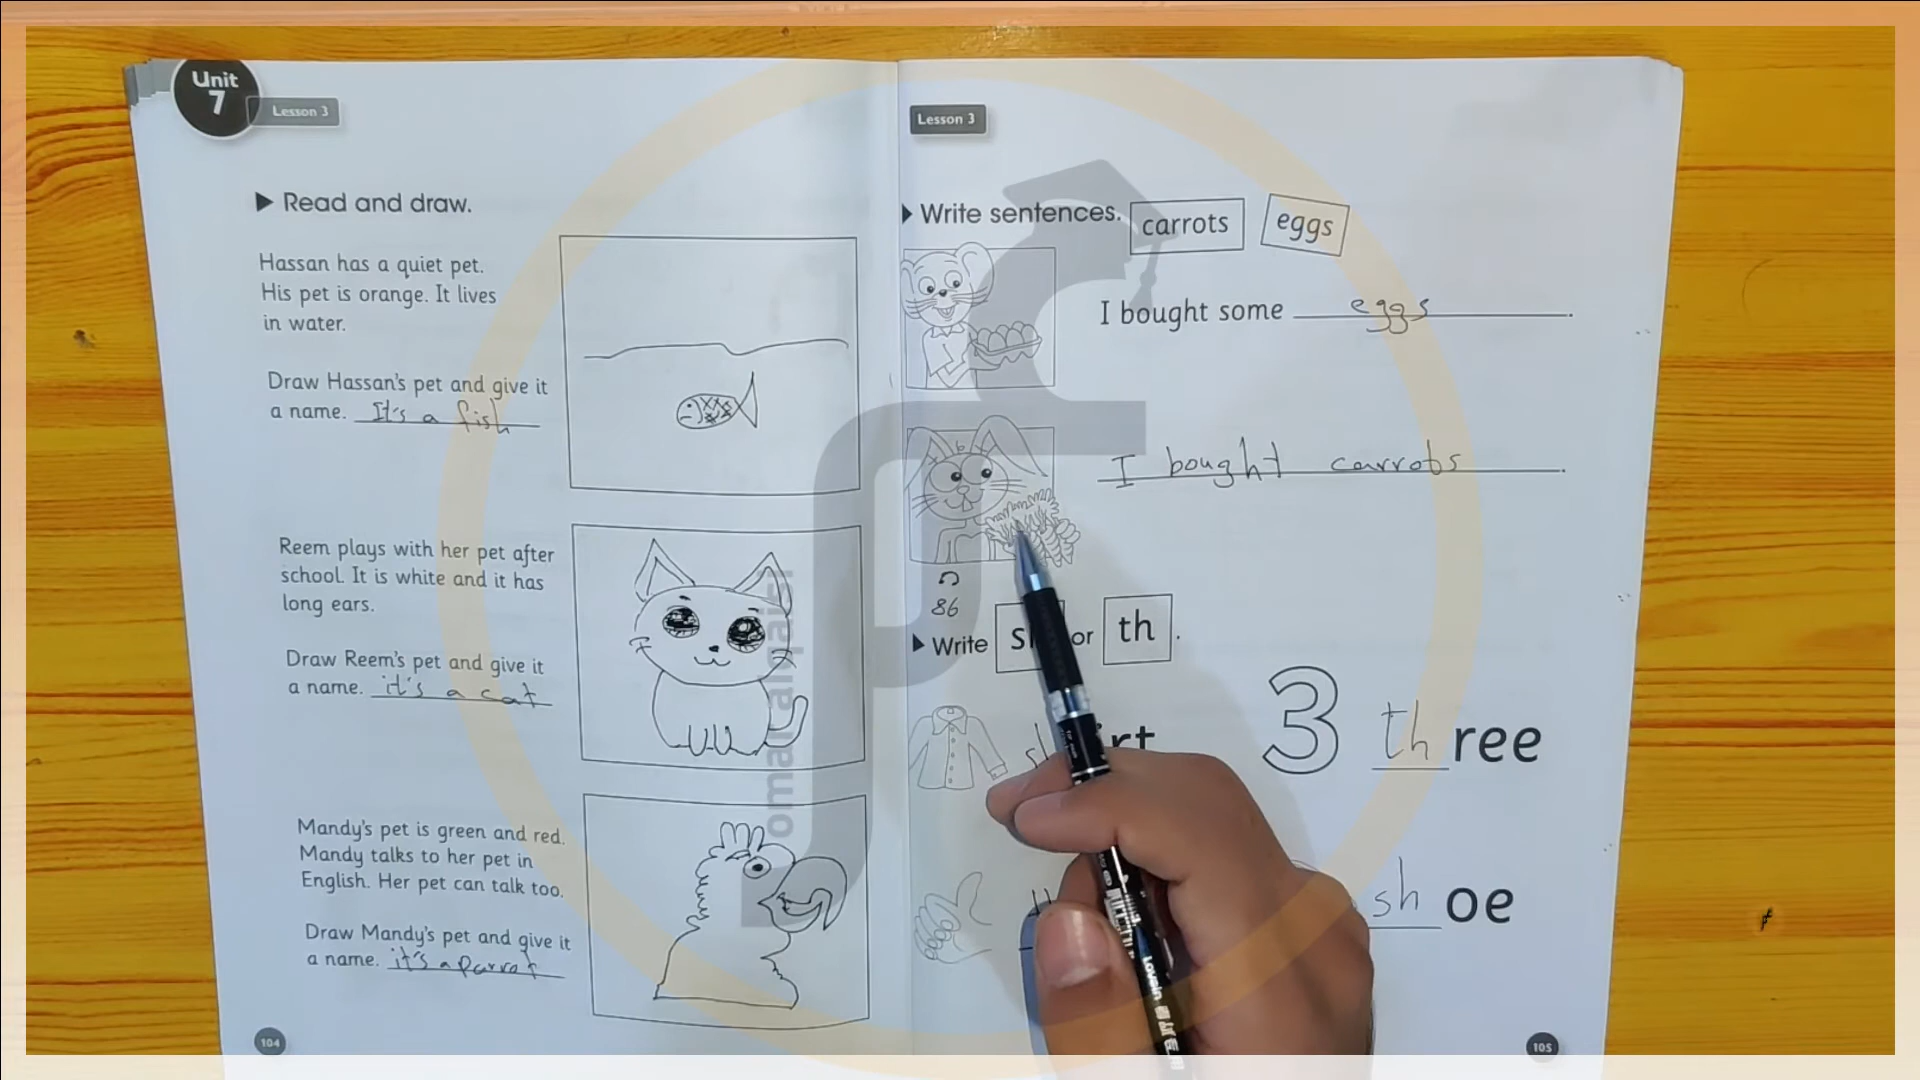 Unit
7
Lesson 3
Read and draw.
Hassan has a quiet pet.
His pet is orange. It lives
in water.
Draw Hassan's pet and give it
a name. It's a fish
Reem plays with her pet after
school. It is white and it has
long ears.
Draw Reem's pet and give it
a name. it's a cat
Mandy's pet is green and red.
Mandy talks to her pet in
English. Her pet can talk too.
Draw Mandy's pet and give it
a name. it's a parrot
104
Lesson 3
Write sentences. carrots eggs
I bought some eggs.
I bought carrots.
86
Write or th.
3 three
shoe
105